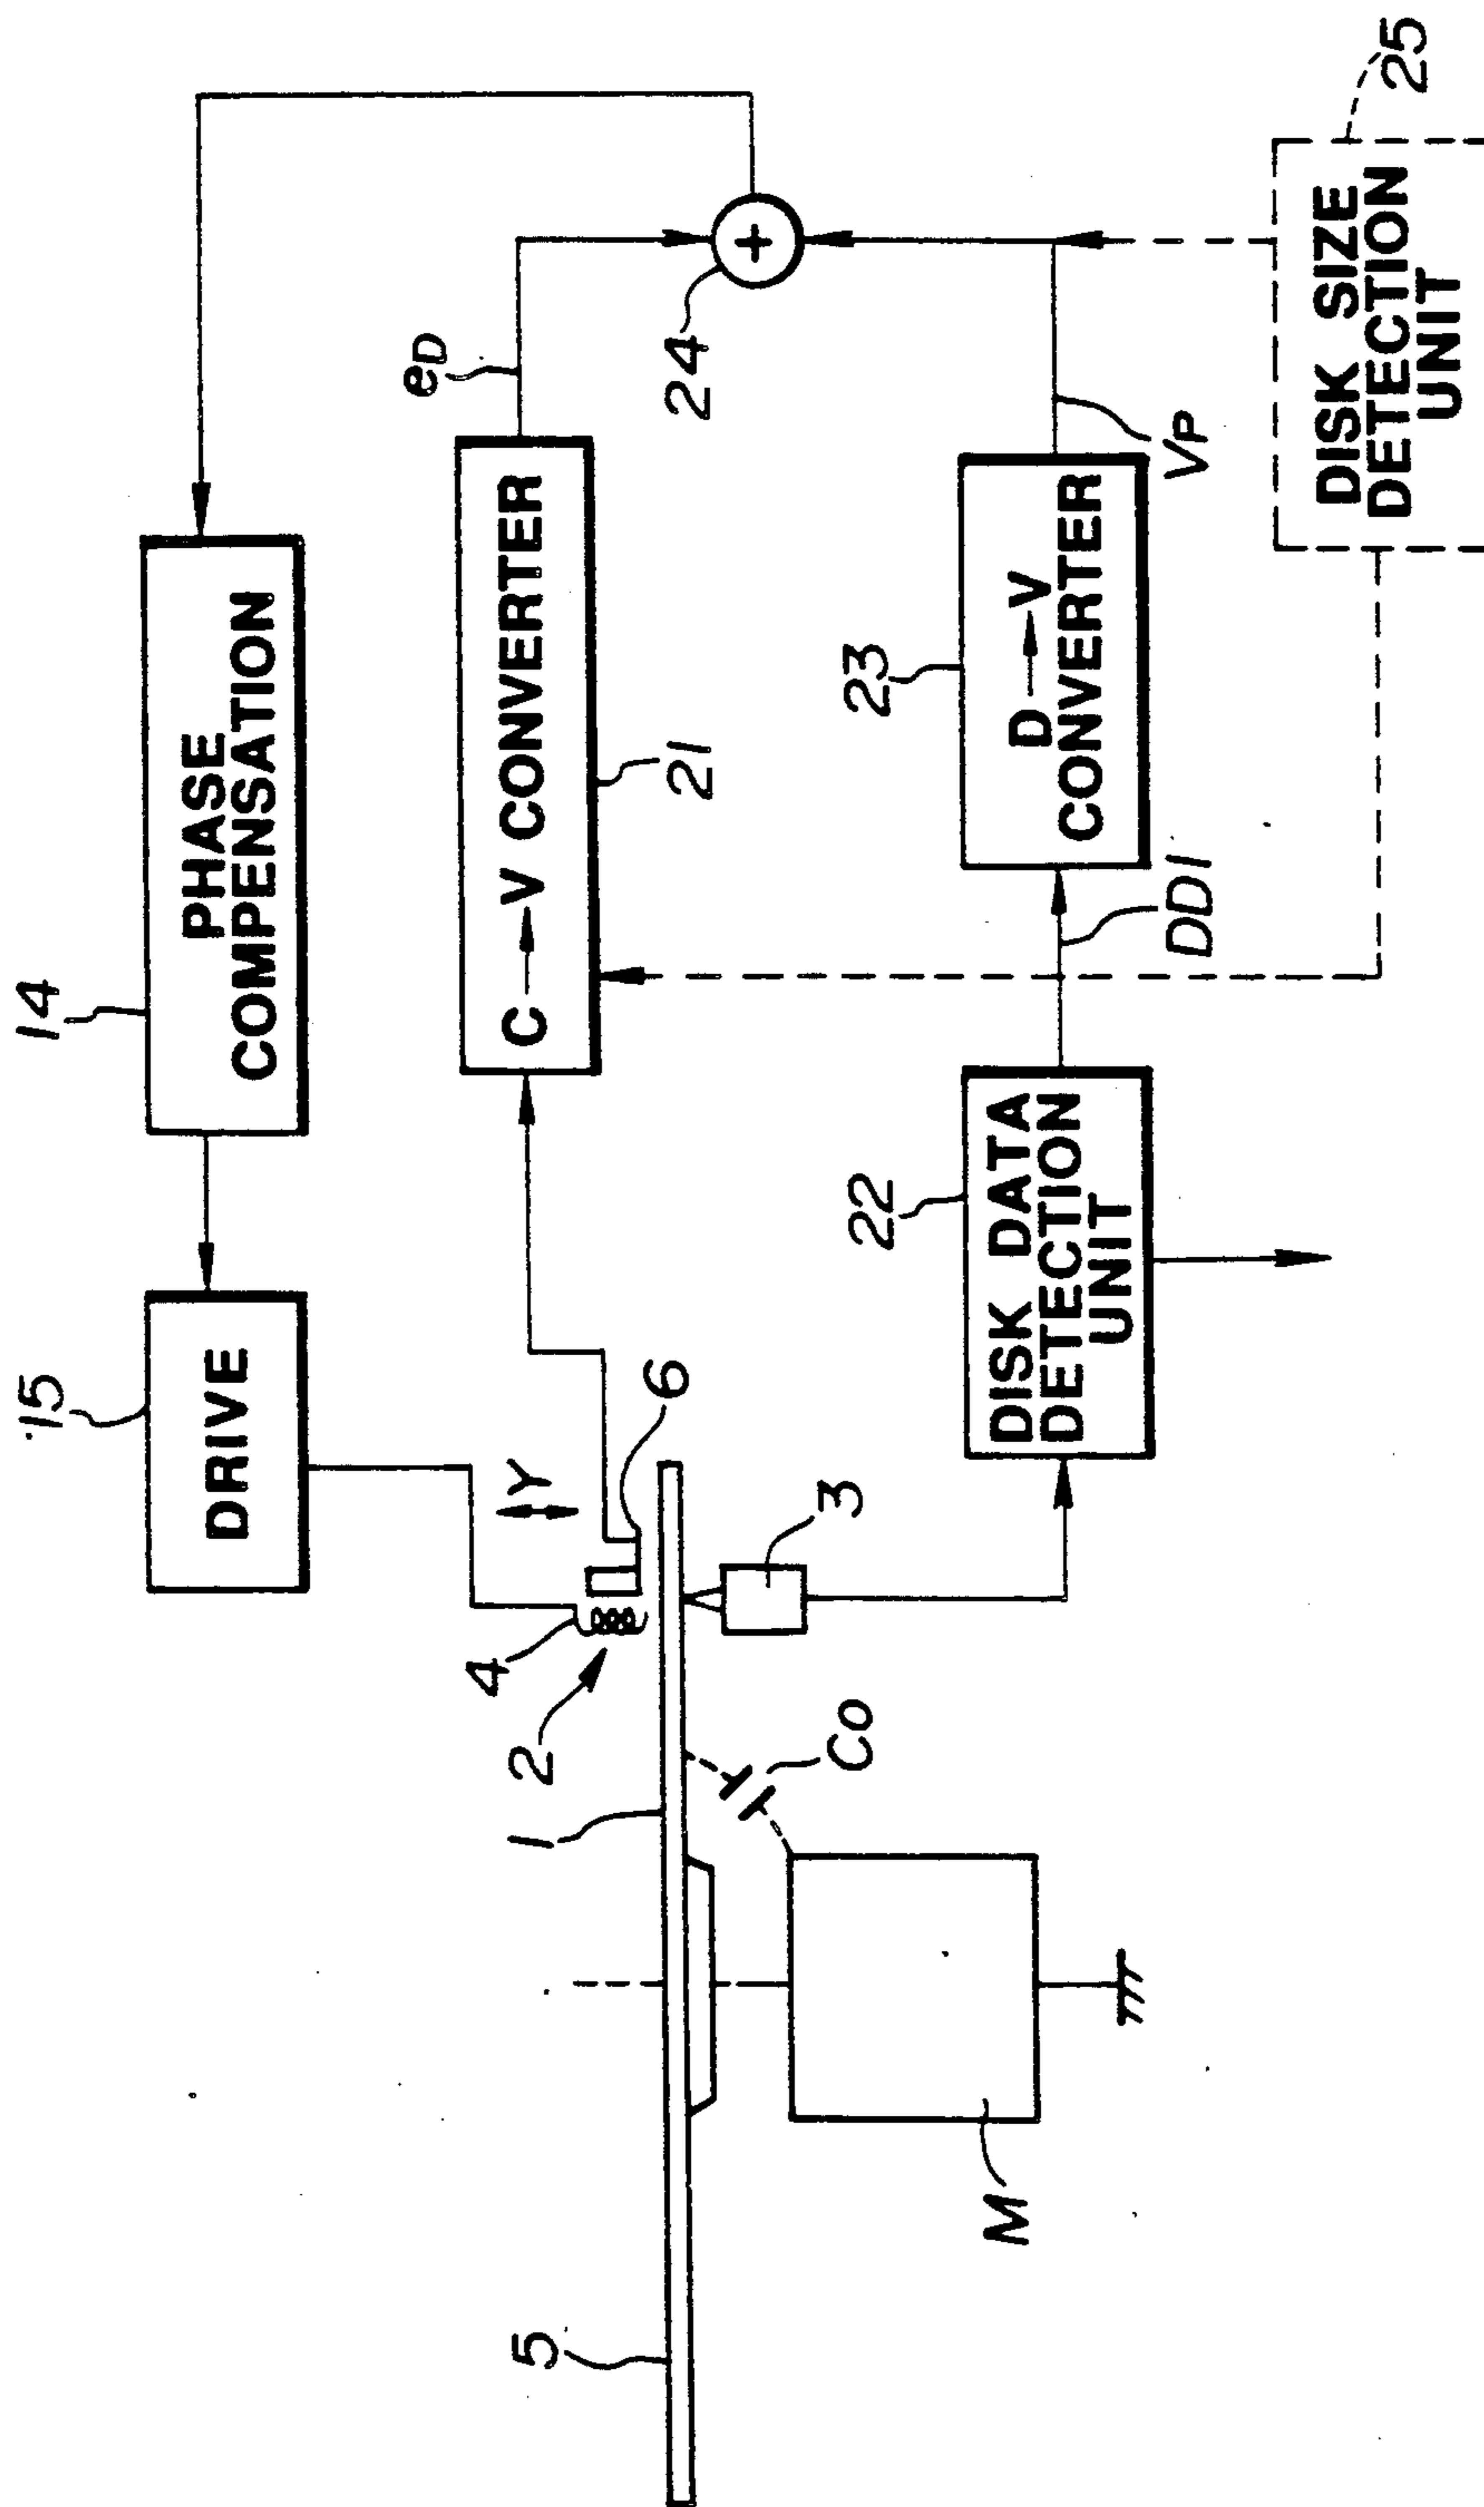 15
DRIVE
14
PHASE
COMPENSATION
C → V CONVERTER
21
eD
24
Y
6
4
2
1
5
3
CO
M
22
DISK DATA
DETECTION
UNIT
DD1
23
D → V
CONVERTER
VP
25
DISK SIZE
DETECTION
UNIT
+